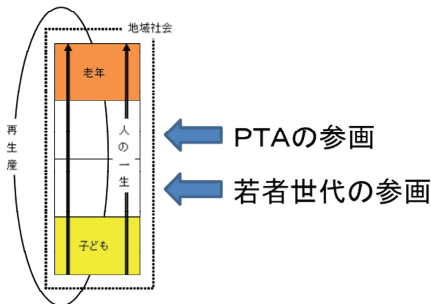 地域社会
老年
再生産
人の一生
PTAの参画
若者世代の参画
子ども